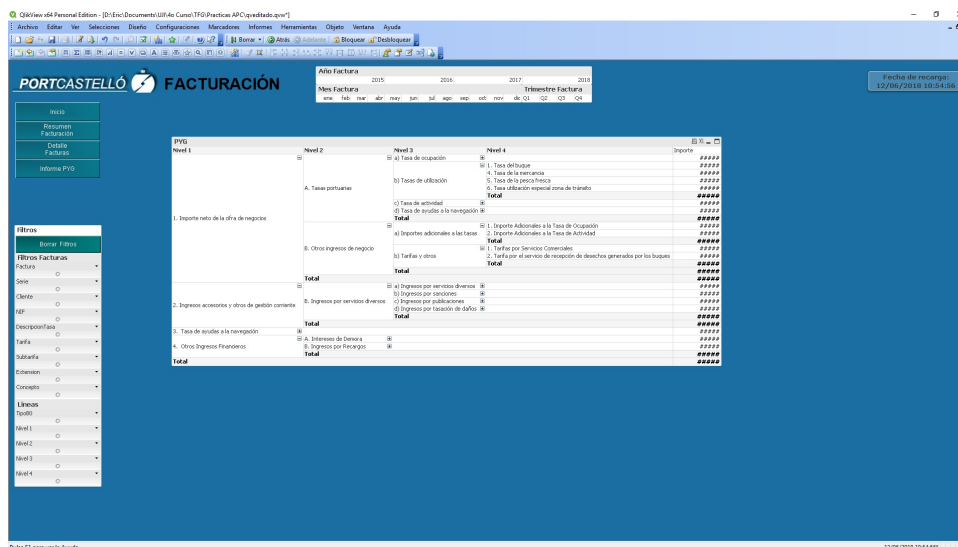 QlikView x64 Personal Edition - [D:\Eric\Documents\UJI\4o Curso\TFG\Practicas APC\qveditado.qvw*]
Archivo Editar Ver Selecciones Diseño Configuraciones Marcadores Informes Herramientas Objeto Ventana Ayuda
Borrar Atrás Adelante Bloquear Desbloquear
PORTCASTELLÓ FACTURACIÓN
Año Factura
2015 2016 2017 2018
Mes Factura Trimestre Factura
ene feb mar abr may jun jul ago sep oct nov dic Q1 Q2 Q3 Q4
Fecha de recarga:
12/06/2018 10:54:56
Inicio
Resumen
Facturación
Detalle
Facturas
Informe PYG
Filtros
Borrar Filtros
Filtros Facturas
Factura
Serie
Cliente
NIF
DescripcionTasa
Tarifa
Subtarifa
Extension
Concepto
Lineas
TipoBO
Nivel 1
Nivel 2
Nivel 3
Nivel 4
PYG
Nivel 1 Nivel 2 Nivel 3 Nivel 4 Importe
a) Tasa de ocupación #####
1. Tasa del buque #####
4. Tasa de la mercancia #####
b) Tasas de utilización 5. Tasa de la pesca fresca #####
A. Tasas portuarias 6. Tasa utilización especial zona de tránsito #####
Total #####
c) Tasa de actividad #####
d) Tasa de ayudas a la navegación #####
1. Importe neto de la cifra de negocios Total #####
1. Importe Adicionales a la Tasa de Ocupación #####
a) Importes adicionales a las tasas 2. Importe Adicionales a la Tasa de Actividad #####
Total #####
B. Otros ingresos de negocio 1. Tarifas por Servicios Comerciales #####
b) Tarifas y otros 2. Tarifa por el servicio de recepción de desechos generados por los buques #####
Total #####
Total #####
Total #####
a) Ingresos por servicios diversos #####
b) Ingresos por sanciones #####
2. Ingresos accesorios y otros de gestión corriente B. Ingresos por servicios diversos c) Ingresos por publicaciones #####
d) Ingresos por tasación de daños #####
Total #####
Total #####
3. Tasa de ayudas a la navegación #####
A. Intereses de Demora #####
4. Otros Ingresos Financieros B. Ingresos por Recargos #####
Total #####
Total #####